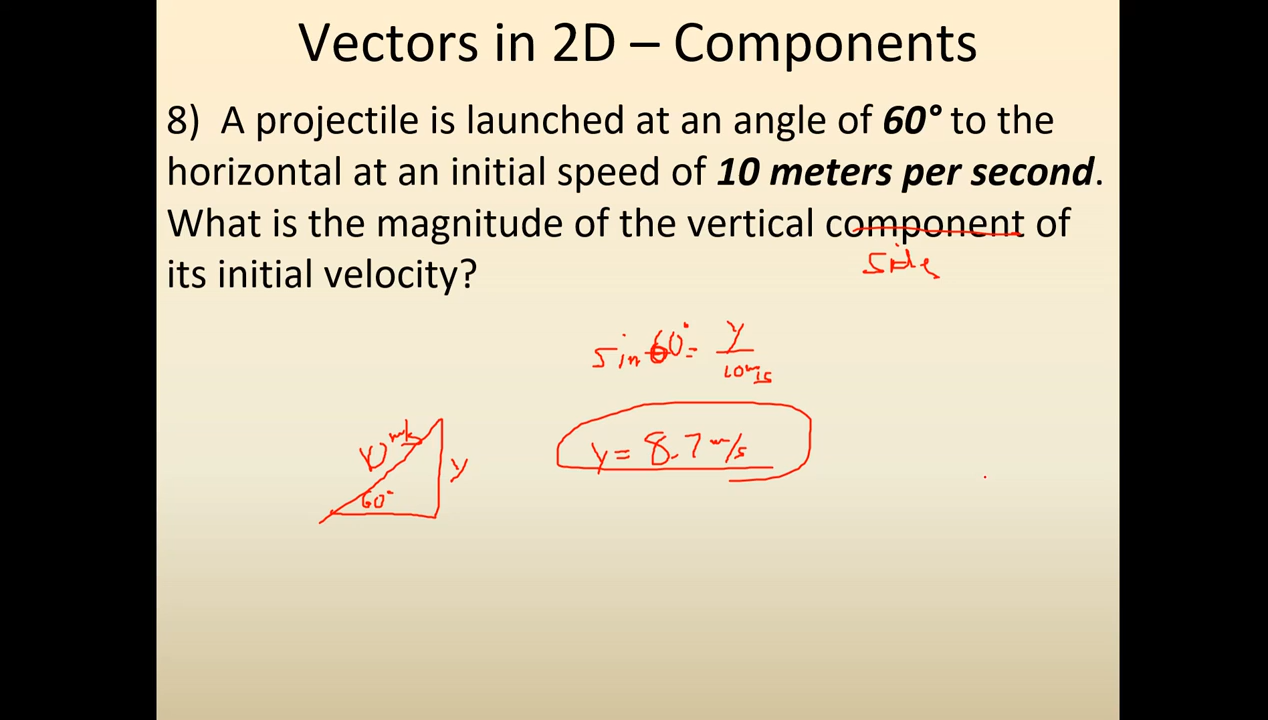 Vectors in 2D – Components
8) A projectile is launched at an angle of 60° to the
horizontal at an initial speed of 10 meters per second.
What is the magnitude of the vertical component of
its initial velocity?
side
sin 60° = y
10 m/s
y = 8.7 m/s
10 m/s
y
60°